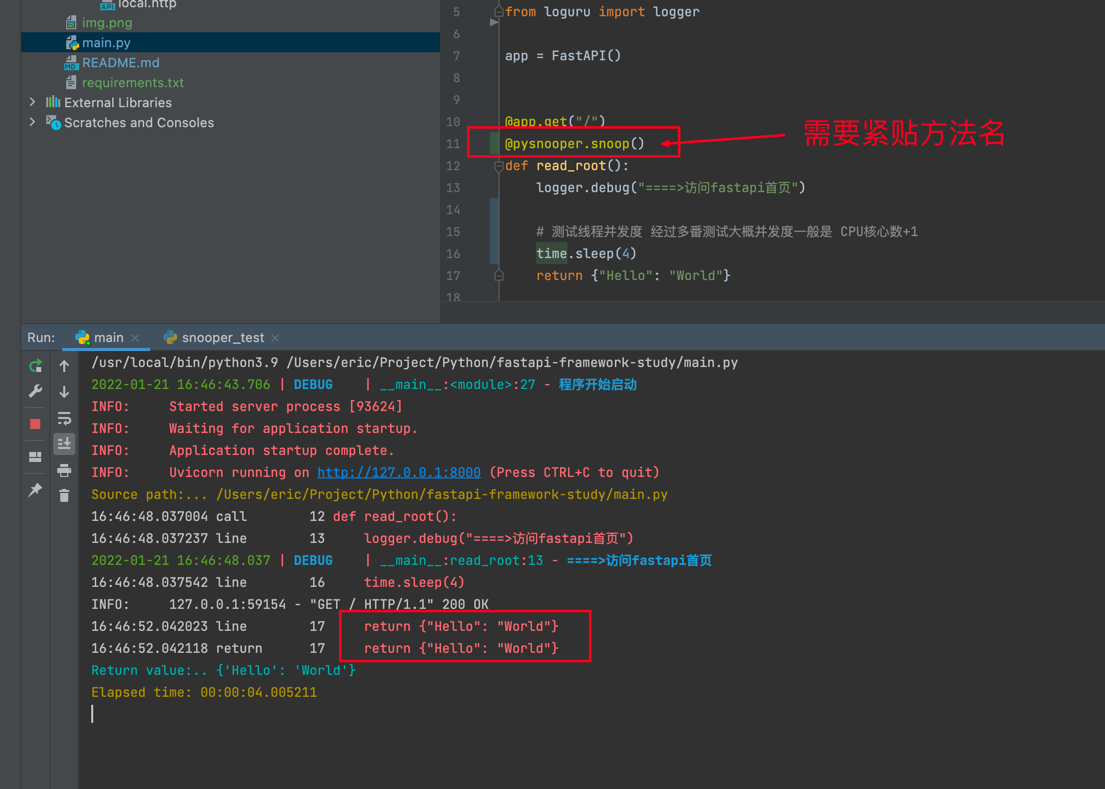 local.http
img.png
main.py
README.md
requirements.txt
External Libraries
Scratches and Consoles
5 from loguru import logger
6
7 app = FastAPI()
8
9
10 @app.get("/")
11 @pysnooper.snoop()
需要紧贴方法名
12 def read_root():
13 logger.debug("====>访问fastapi首页")
14
15 # 测试线程并发度 经过多番测试大概并发度一般是 CPU核心数+1
16 time.sleep(4)
17 return {"Hello": "World"}
18
Run: main snooper_test
/usr/local/bin/python3.9 /Users/eric/Project/Python/fastapi-framework-study/main.py
2022-01-21 16:46:43.706 | DEBUG    | __main__:<module>:27 - 程序开始启动
INFO:     Started server process [93624]
INFO:     Waiting for application startup.
INFO:     Application startup complete.
INFO:     Uvicorn running on http://127.0.0.1:8000 (Press CTRL+C to quit)
Source path:... /Users/eric/Project/Python/fastapi-framework-study/main.py
16:46:48.037004 call        12 def read_root():
16:46:48.037237 line        13     logger.debug("====>访问fastapi首页")
2022-01-21 16:46:48.037 | DEBUG    | __main__:read_root:13 - ====>访问fastapi首页
16:46:48.037542 line        16     time.sleep(4)
INFO:     127.0.0.1:59154 - "GET / HTTP/1.1" 200 OK
16:46:52.042023 line        17     return {"Hello": "World"}
16:46:52.042118 return      17     return {"Hello": "World"}
Return value:.. {'Hello': 'World'}
Elapsed time: 00:00:04.005211